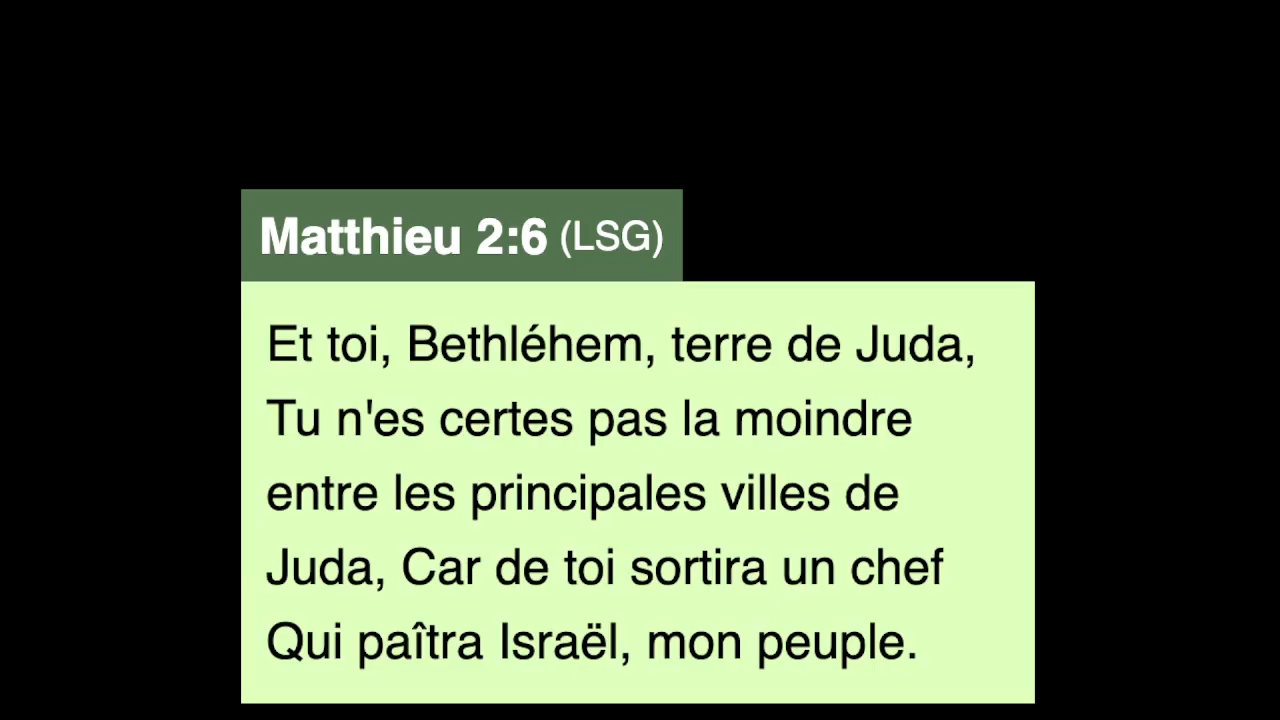 Matthieu 2:6 (LSG)
Et toi, Bethléhem, terre de Juda,
Tu n'es certes pas la moindre
entre les principales villes de
Juda, Car de toi sortira un chef
Qui paîtra Israël, mon peuple.